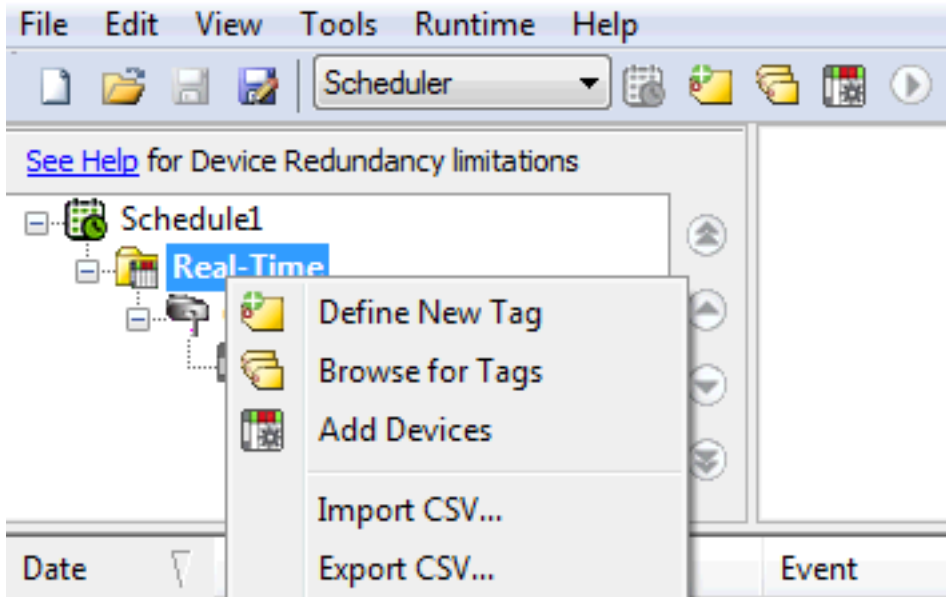 File Edit View Tools Runtime Help
Scheduler
See Help for Device Redundancy limitations
Schedule1
Real-Time
Define New Tag
Browse for Tags
Add Devices
Import CSV...
Export CSV...
Date Event